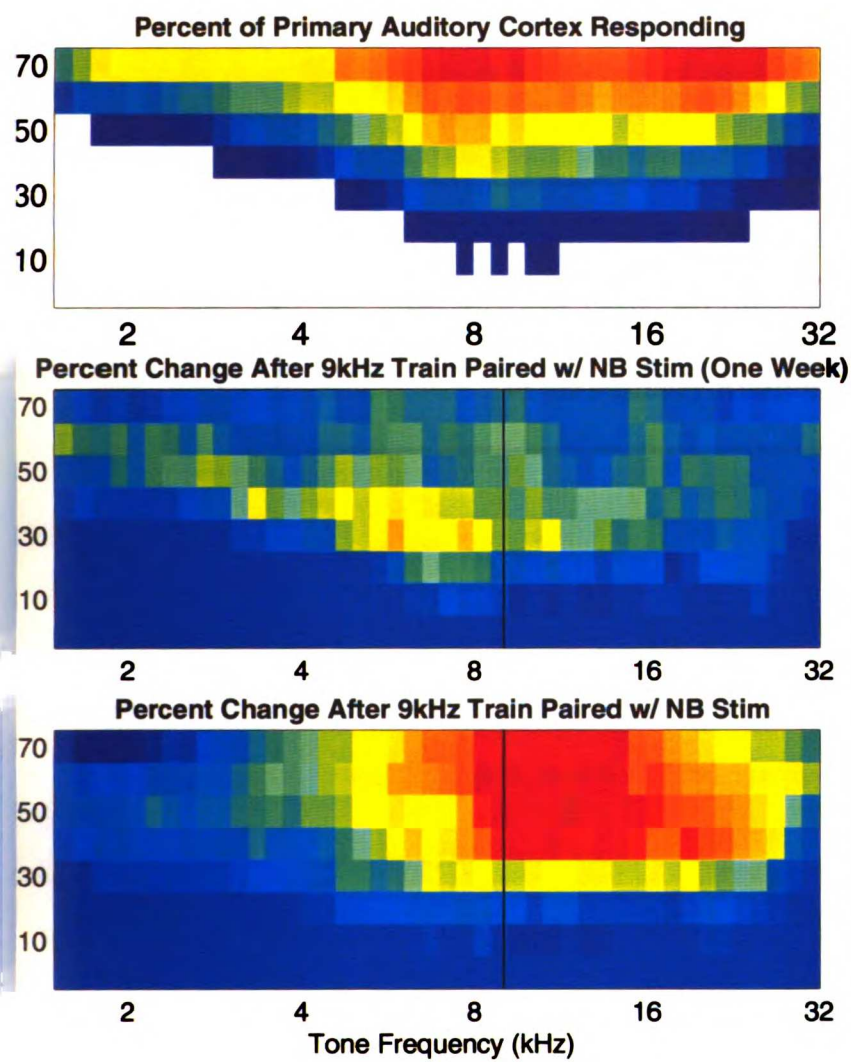 Percent of Primary Auditory Cortex Responding
70
50
30
10
2 4 8 16 32
Percent Change After 9kHz Train Paired w/ NB Stim (One Week)
70
50
30
10
2 4 8 16 32
Percent Change After 9kHz Train Paired w/ NB Stim
70
50
30
10
2 4 8 16 32
Tone Frequency (kHz)